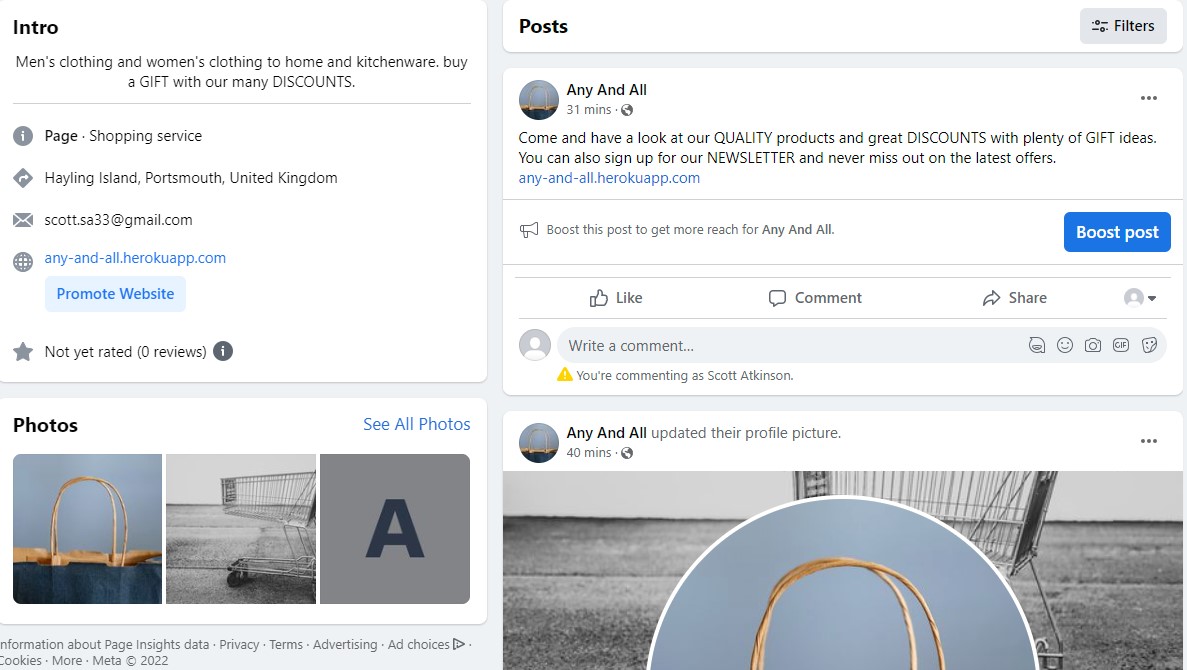 Intro
Men's clothing and women's clothing to home and kitchenware. buy
a GIFT with our many DISCOUNTS.
Page · Shopping service
Hayling Island, Portsmouth, United Kingdom
scott.sa33@gmail.com
any-and-all.herokuapp.com
Promote Website
Not yet rated (0 reviews)
Photos
See All Photos
A
nformation about Page Insights data · Privacy · Terms · Advertising · Ad choices ·
Cookies · More · Meta © 2022
Posts
Filters
Any And All
31 mins ·
Come and have a look at our QUALITY products and great DISCOUNTS with plenty of GIFT ideas.
You can also sign up for our NEWSLETTER and never miss out on the latest offers.
any-and-all.herokuapp.com
Boost this post to get more reach for Any And All.
Boost post
Like
Comment
Share
Write a comment...
GIF
You're commenting as Scott Atkinson.
Any And All updated their profile picture.
40 mins ·